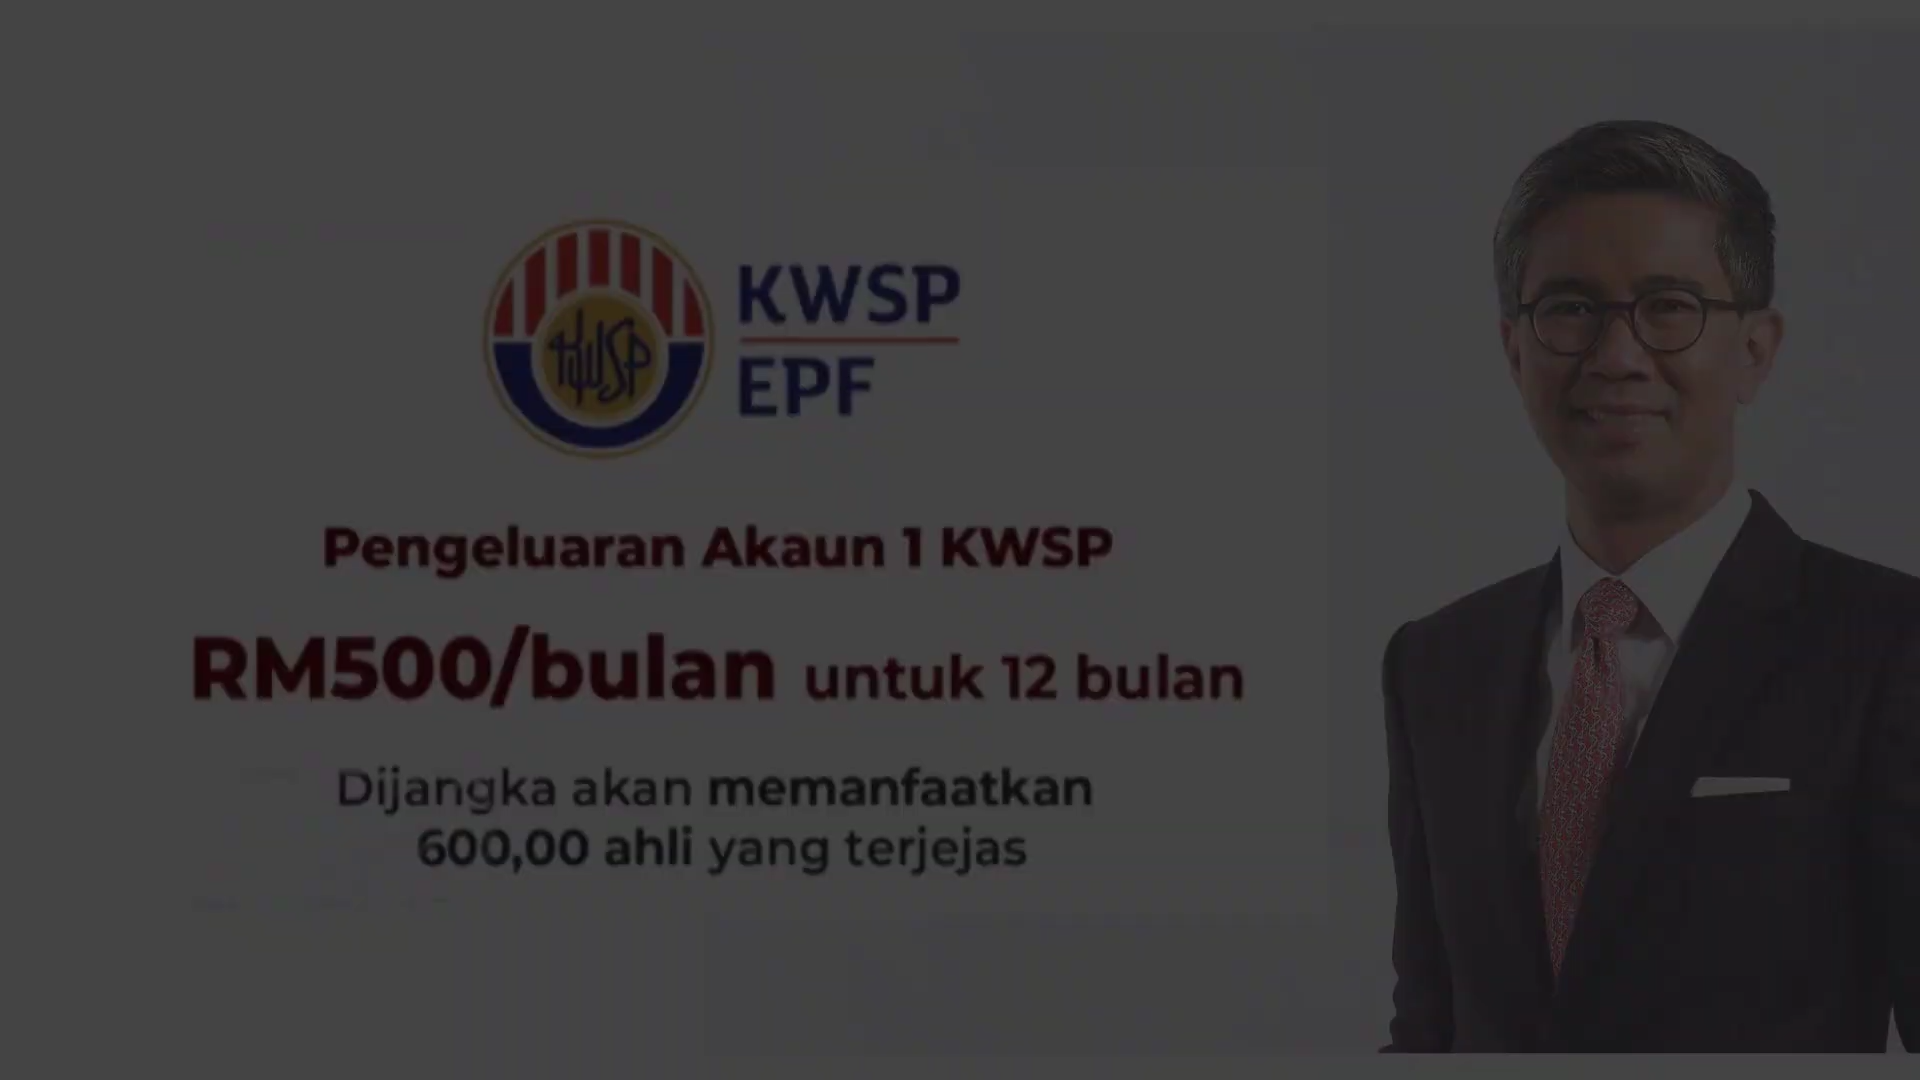 KWSP
KWSP
EPF
Pengeluaran Akaun 1 KWSP
RM500/bulan untuk 12 bulan
Dijangka akan memanfaatkan
600,00 ahli yang terjejas